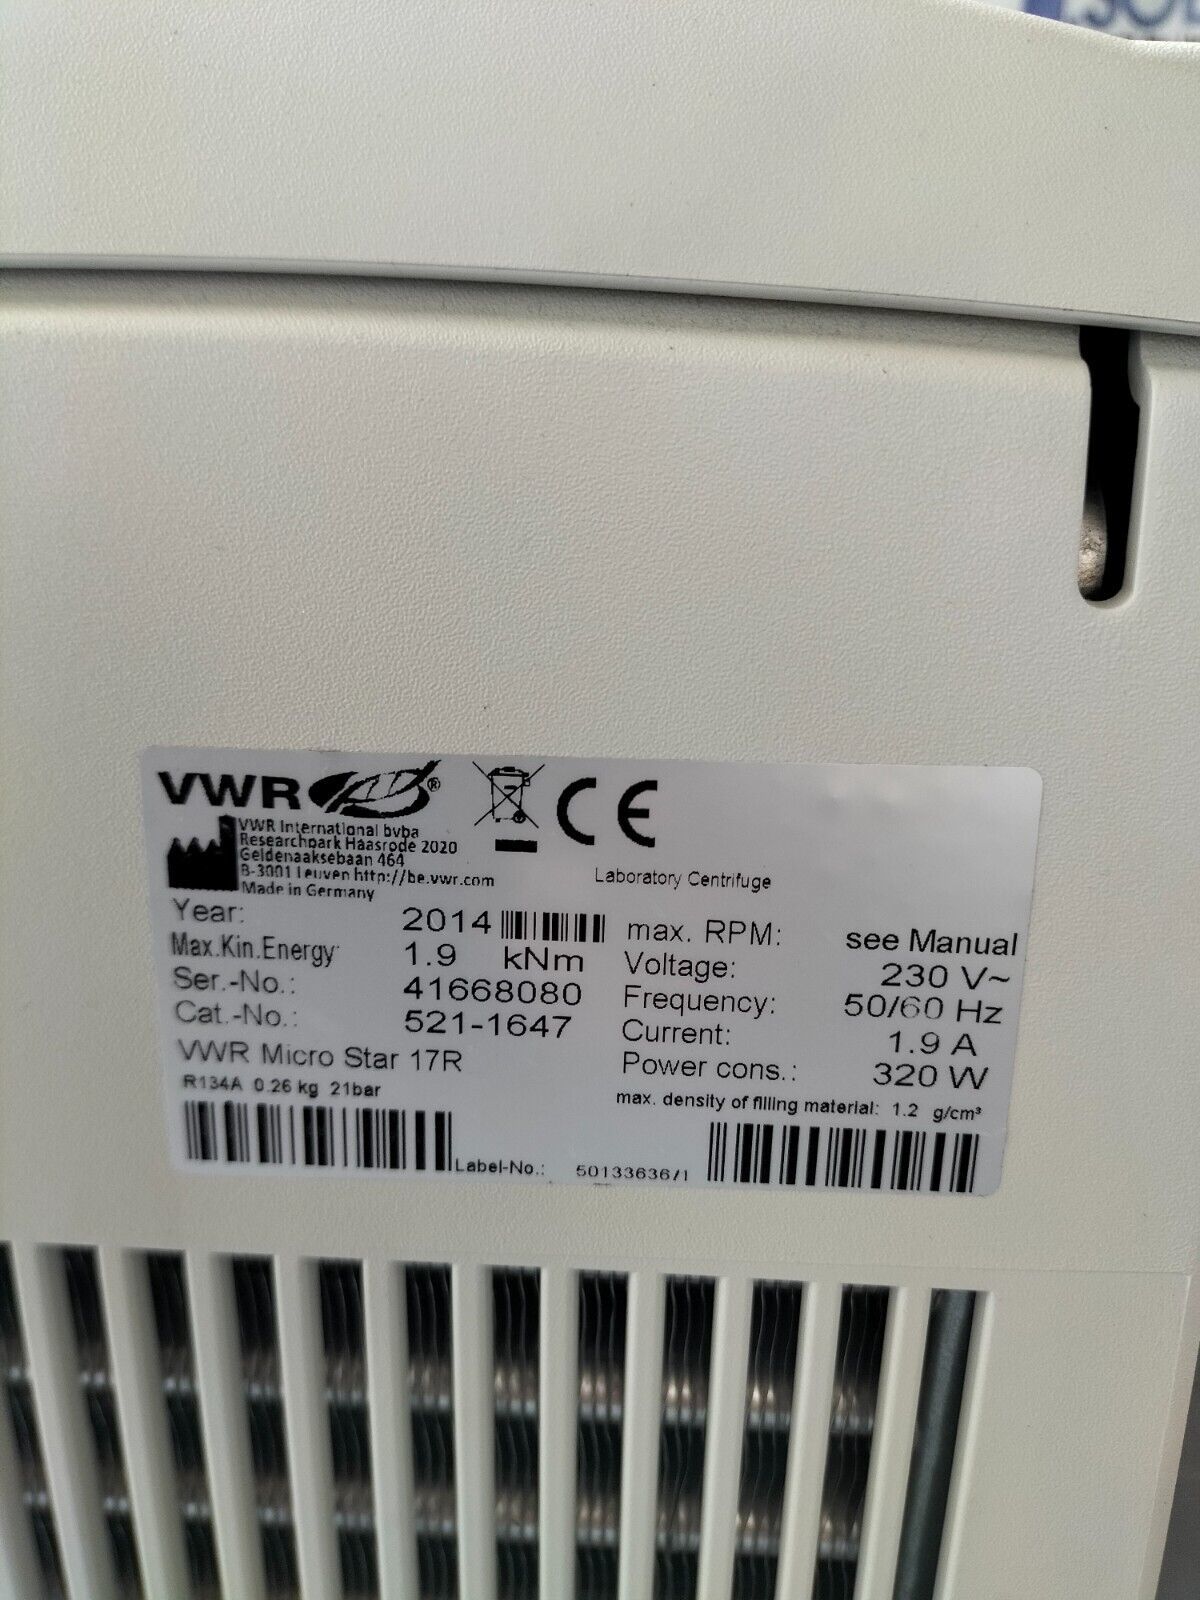 SOL
VWR®
VWR International bvba
Researchpark Haasrode 2020
Geldenaaksebaan 464
B-3001 Leuven http://be.vwr.com
Made in Germany
CE
Laboratory Centrifuge
Year: 2014
Max.Kin.Energy: 1.9 kNm
Ser.-No.: 41668080
Cat.-No.: 521-1647
VWR Micro Star 17R
R134A 0.26 kg 21bar
max. RPM: see Manual
Voltage: 230 V~
Frequency: 50/60 Hz
Current: 1.9 A
Power cons.: 320 W
max. density of filling material: 1.2 g/cm³
Label-No.: 50133636/1